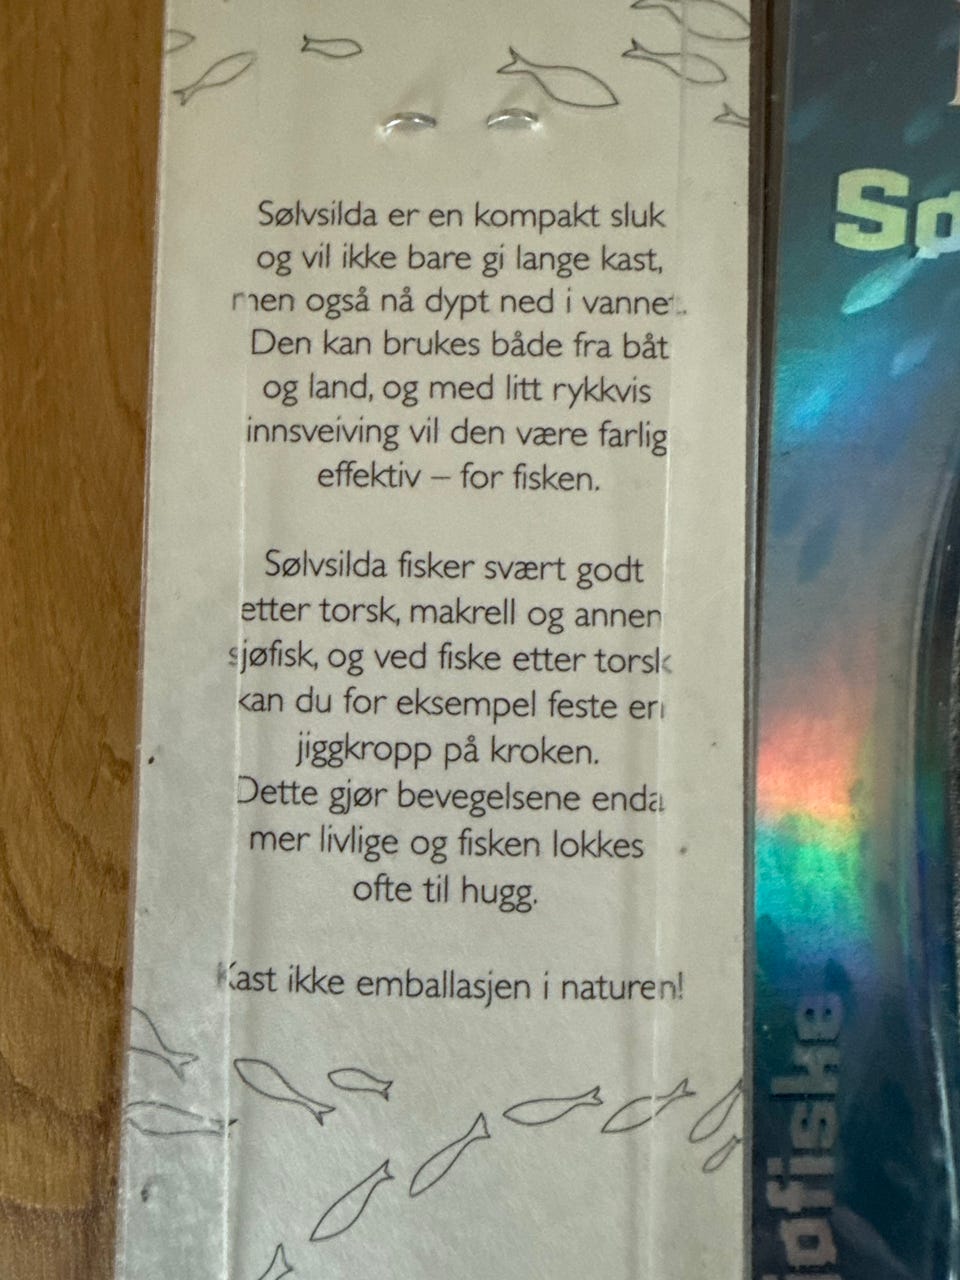 Sølvsilda er en kompakt sluk
og vil ikke bare gi lange kast,
men også nå dypt ned i vannet.
Den kan brukes både fra båt
og land, og med litt rykkvis
innsveiving vil den være farlig
effektiv – for fisken.
Sølvsilda fisker svært godt
etter torsk, makrell og annen
sjøfisk, og ved fiske etter torsk
kan du for eksempel feste en
jiggkropp på kroken.
Dette gjør bevegelsene enda
mer livlige og fisken lokkes
ofte til hugg.
Kast ikke emballasjen i naturen!